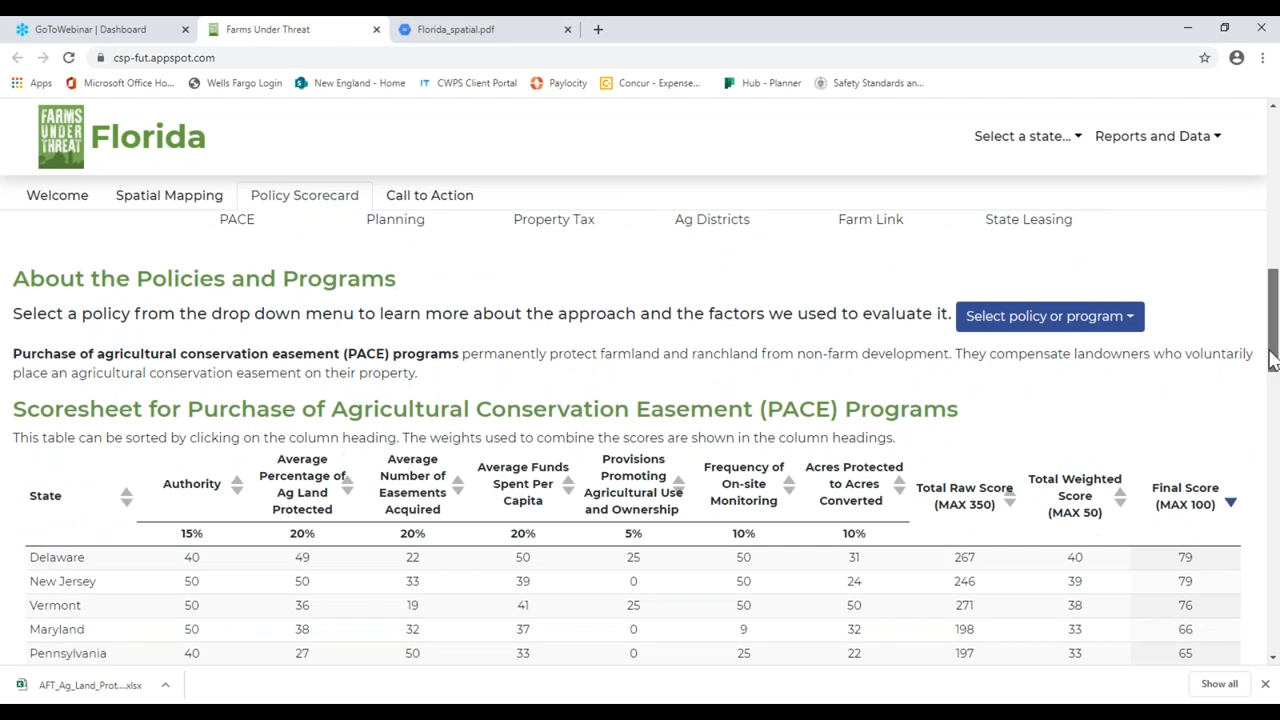 GoToWebinar | Dashboard
Farms Under Threat
Florida_spatial.pdf
csp-fut.appspot.com
Apps
Microsoft Office Ho...
Wells Fargo Login
New England - Home
IT CWPS Client Portal
Paylocity
Concur - Expense...
Hub - Planner
Safety Standards an...
FARMS
UNDER
THREAT
Florida
Select a state...
Reports and Data
Welcome
Spatial Mapping
Policy Scorecard
Call to Action
PACE
Planning
Property Tax
Ag Districts
Farm Link
State Leasing
About the Policies and Programs
Select a policy from the drop down menu to learn more about the approach and the factors we used to evaluate it.
Select policy or program
Purchase of agricultural conservation easement (PACE) programs permanently protect farmland and ranchland from non-farm development. They compensate landowners who voluntarily
place an agricultural conservation easement on their property.
Scoresheet for Purchase of Agricultural Conservation Easement (PACE) Programs
This table can be sorted by clicking on the column heading. The weights used to combine the scores are shown in the column headings.
State
Authority
Average
Percentage of
Ag Land
Protected
Average
Number of
Easements
Acquired
Average Funds
Spent Per
Capita
Provisions
Promoting
Agricultural Use
and Ownership
Frequency of
On-site
Monitoring
Acres Protected
to Acres
Converted
Total Raw Score
(MAX 350)
Total Weighted
Score
(MAX 50)
Final Score
(MAX 100)
15% 20% 20% 20% 5% 10% 10%
Delaware 40 49 22 50 25 50 31 267 40 79
New Jersey 50 50 33 39 0 50 24 246 39 79
Vermont 50 36 19 41 25 50 50 271 38 76
Maryland 50 38 32 37 0 9 32 198 33 66
Pennsylvania 40 27 50 33 0 25 22 197 33 65
AFT_Ag_Land_Prot....xlsx
Show all